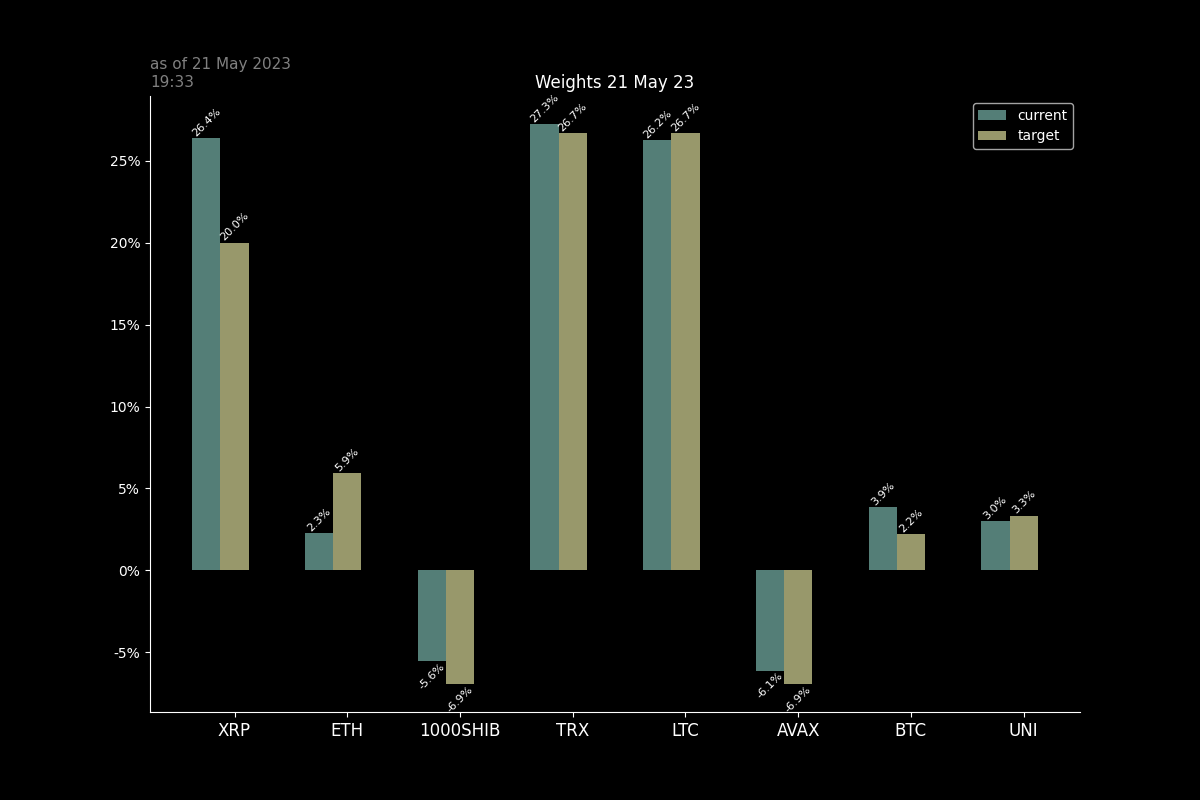 as of 21 May 2023
19:33
Weights 21 May 23
current
target
26.4%
20.0%
2.3%
5.9%
-5.6%
-6.9%
27.3%
26.7%
26.2%
26.7%
-6.1%
-6.9%
3.9%
2.2%
3.0%
3.3%
25%
20%
15%
10%
5%
0%
-5%
XRP
ETH
1000SHIB
TRX
LTC
AVAX
BTC
UNI